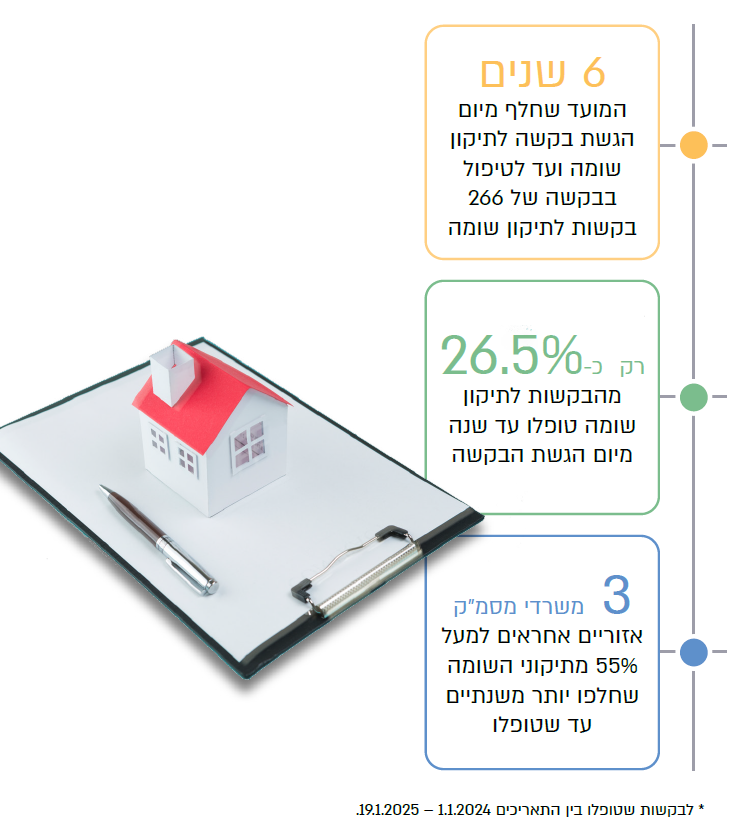 6 שנים
המועד שחלף מיום
הגשת בקשה לתיקון
שומה ועד לטיפול
בבקשה של 266
בקשות לתיקון שומה
רק כ-26.5%
מהבקשות לתיקון
שומה טופלו עד שנה
מיום הגשת הבקשה
3 משרדי מסמ"ק
אזוריים אחראים למעל
55% מתיקוני השומה
שחלפו יותר משנתיים
עד שטופלו
* לבקשות שטופלו בין התאריכים 1.1.2024 – 19.1.2025.